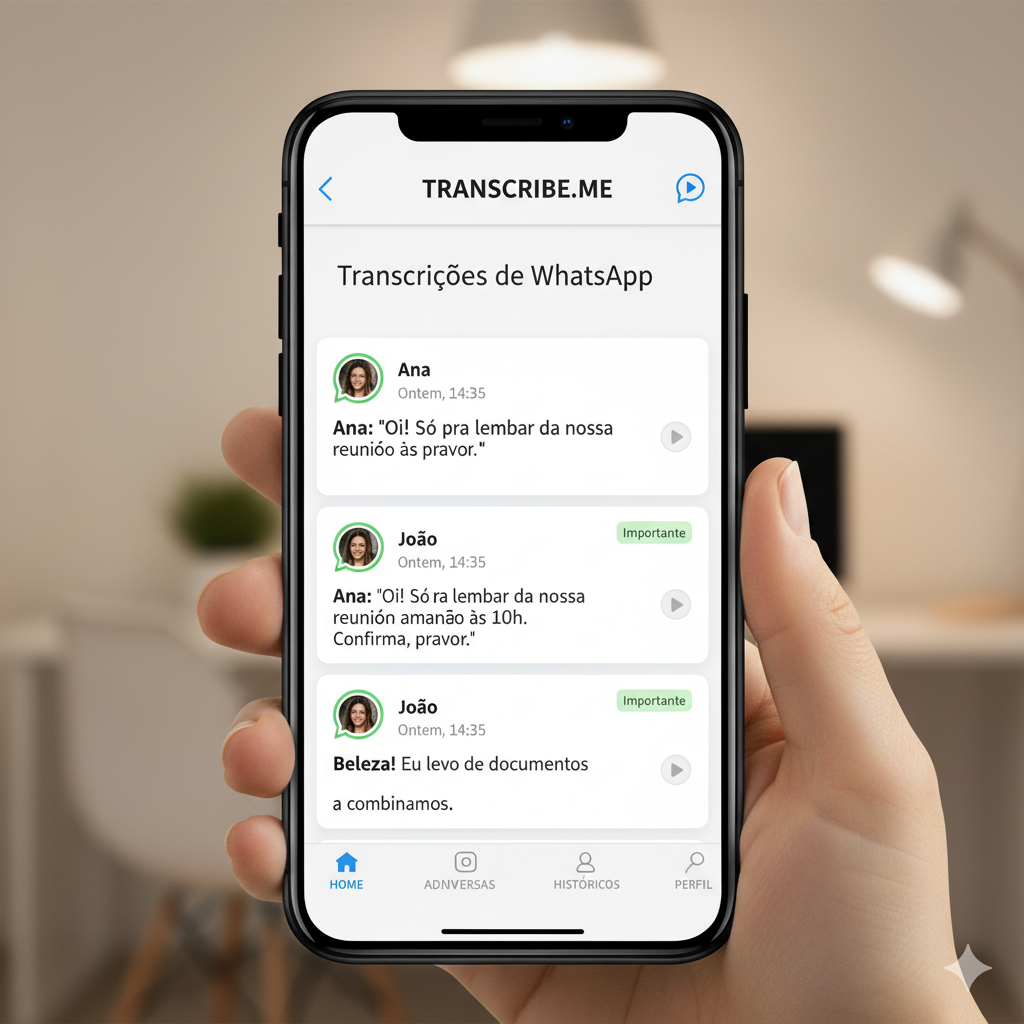 TRANSCRIBE.ME
Transcrições de WhatsApp
Ana
Ontem, 14:35
Ana: "Oi! Só pra lembar da nossa
reunióo às pravor."
João
Importante
Ontem, 14:35
Ana: "Oi! Só ra lembar da nossa
reunión amanão às 10h.
Confirma, pravor."
João
Importante
Ontem, 14:35
Beleza! Eu levo de documentos
a combinamos.
HOME
ADNVERSAS
HISTÓRICOS
PERFIL